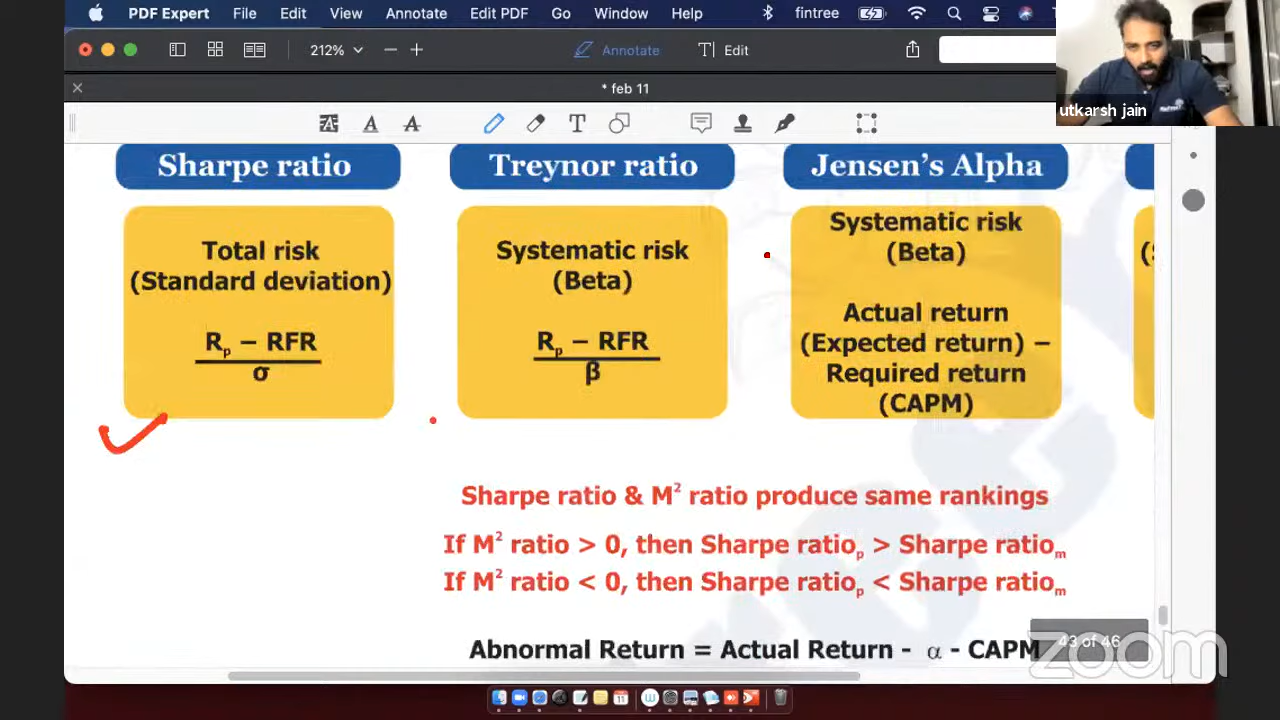 PDF Expert File Edit View Annotate Edit PDF Go Window Help fintree
212% Annotate T Edit
* feb 11
utkarsh jain
Sharpe ratio
Total risk
(Standard deviation)
Rp – RFR
σ
Treynor ratio
Systematic risk
(Beta)
Rp – RFR
β
Jensen's Alpha
Systematic risk
(Beta)
Actual return
(Expected return) –
Required return
(CAPM)
Sharpe ratio & M² ratio produce same rankings
If M² ratio > 0, then Sharpe ratiop > Sharpe ratiom
If M² ratio < 0, then Sharpe ratiop < Sharpe ratiom
Abnormal Return = Actual Return - α - CAPM
43 of 46
zoom